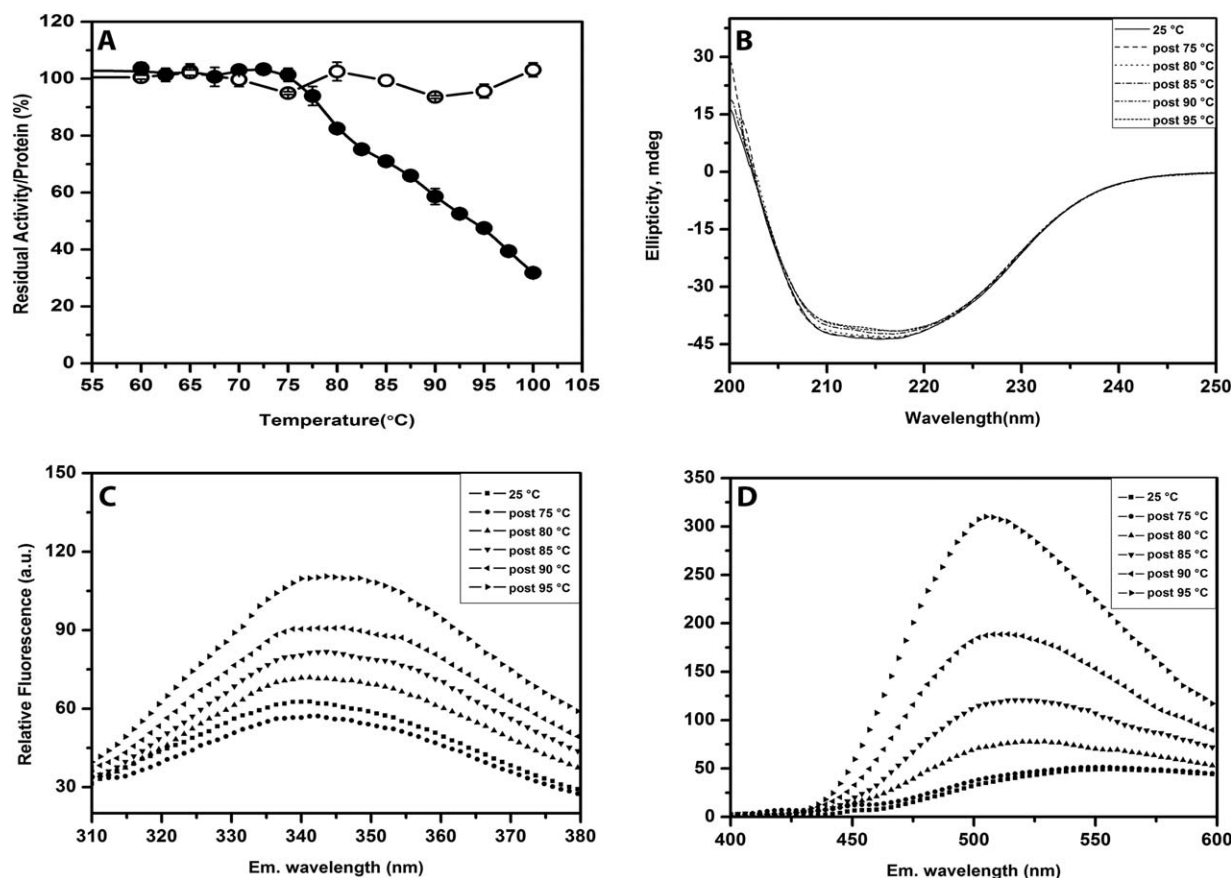 A
Residual Activity/Protein (%)
120
100
80
60
40
20
0
55 60 65 70 75 80 85 90 95 100 105
Temperature(°C)
B
25 °C
post 75 °C
post 80 °C
post 85 °C
post 90 °C
post 95 °C
Ellipticity, mdeg
30
15
0
-15
-30
-45
200 210 220 230 240 250
Wavelength(nm)
C
25 °C
post 75 °C
post 80 °C
post 85 °C
post 90 °C
post 95 °C
Relative Fluorescence (a.u.)
150
120
90
60
30
310 320 330 340 350 360 370 380
Em. wavelength (nm)
D
25 °C
post 75 °C
post 80 °C
post 85 °C
post 90 °C
post 95 °C
350
300
250
200
150
100
50
0
400 450 500 550 600
Em. wavelength (nm)